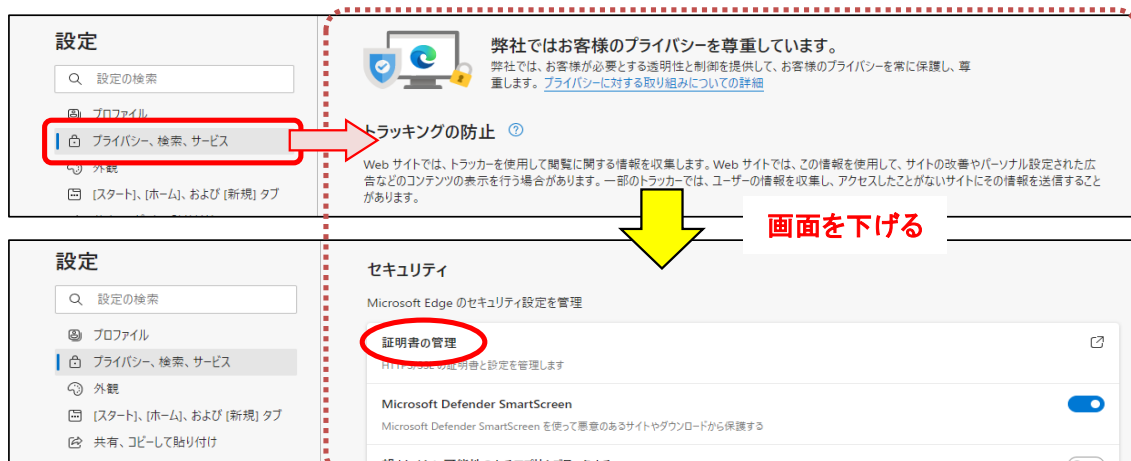 設定
設定の検索
プロファイル
プライバシー、検索、サービス
外観
[スタート]、[ホーム]、および [新規] タブ
弊社ではお客様のプライバシーを尊重しています。
弊社では、お客様が必要とする透明性と制御を提供して、お客様のプライバシーを常に保護し、尊
重します。 プライバシーに対する取り組みについての詳細
トラッキングの防止
Web サイトでは、トラッカーを使用して閲覧に関する情報を収集します。Web サイトでは、この情報を使用して、サイトの改善やパーソナル設定された広
告などのコンテンツの表示を行う場合があります。一部のトラッカーでは、ユーザーの情報を収集し、アクセスしたことがないサイトにその情報を送信すること
があります。
画面を下げる
設定
設定の検索
プロファイル
プライバシー、検索、サービス
外観
[スタート]、[ホーム]、および [新規] タブ
共有、コピーして貼り付け
セキュリティ
Microsoft Edge のセキュリティ設定を管理
証明書の管理
HTTPS/SSL の証明書と設定を管理します
Microsoft Defender SmartScreen
Microsoft Defender SmartScreen を使って悪意のあるサイトやダウンロードから保護する